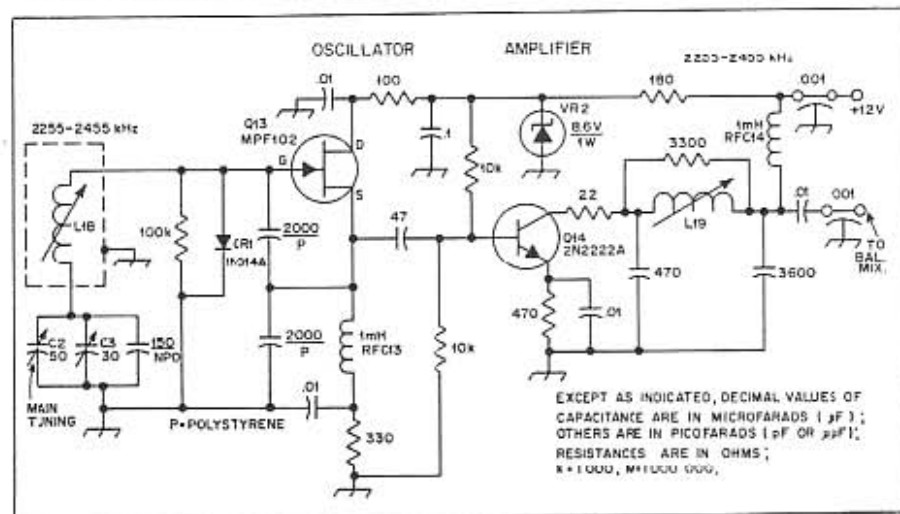 OSCILLATOR
AMPLIFIER
2255-2455 kHz
.01
100
180
.001
+12V
Q13
MPF102
VR2
8.6V
1W
1mH
RFC14
2255-2455 kHz
D
G
S
.1
10k
3300
L18
100k
CR1
1N914A
2000
P
47
22
L19
.01
.001
Q14
2N2222A
TO
BAL.
MIX.
470
3600
C2
50
C3
30
150
NPO
2000
P
1mH
RFC13
10k
470
.01
MAIN
TUNING
.01
P=POLYSTYRENE
330
EXCEPT AS INDICATED, DECIMAL VALUES OF
CAPACITANCE ARE IN MICROFARADS (µF);
OTHERS ARE IN PICOFARADS (pF OR µµF);
RESISTANCES ARE IN OHMS;
K=1000, M=1000 000.